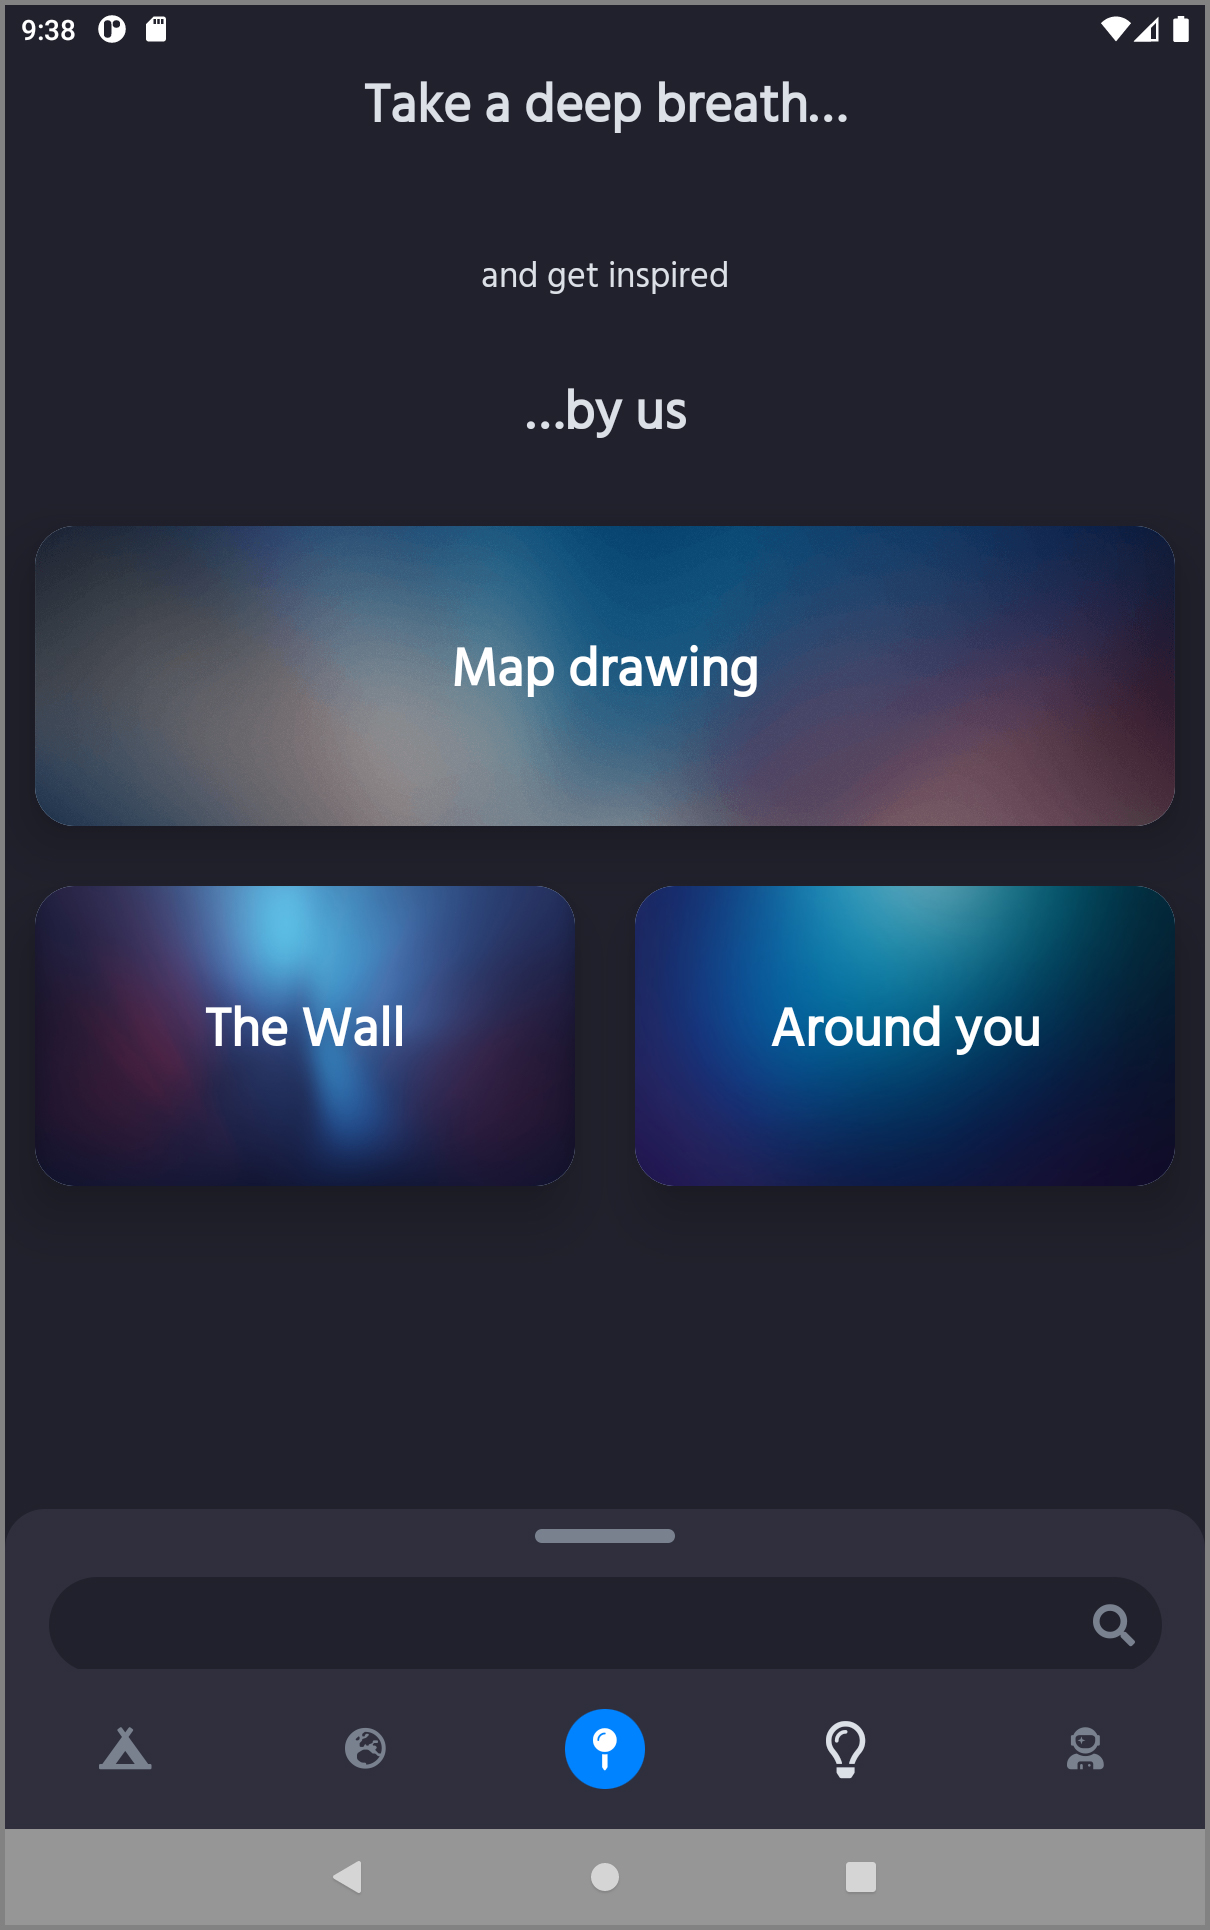 9:38
Take a deep breath...
and get inspired
...by us
Map drawing
The Wall
Around you